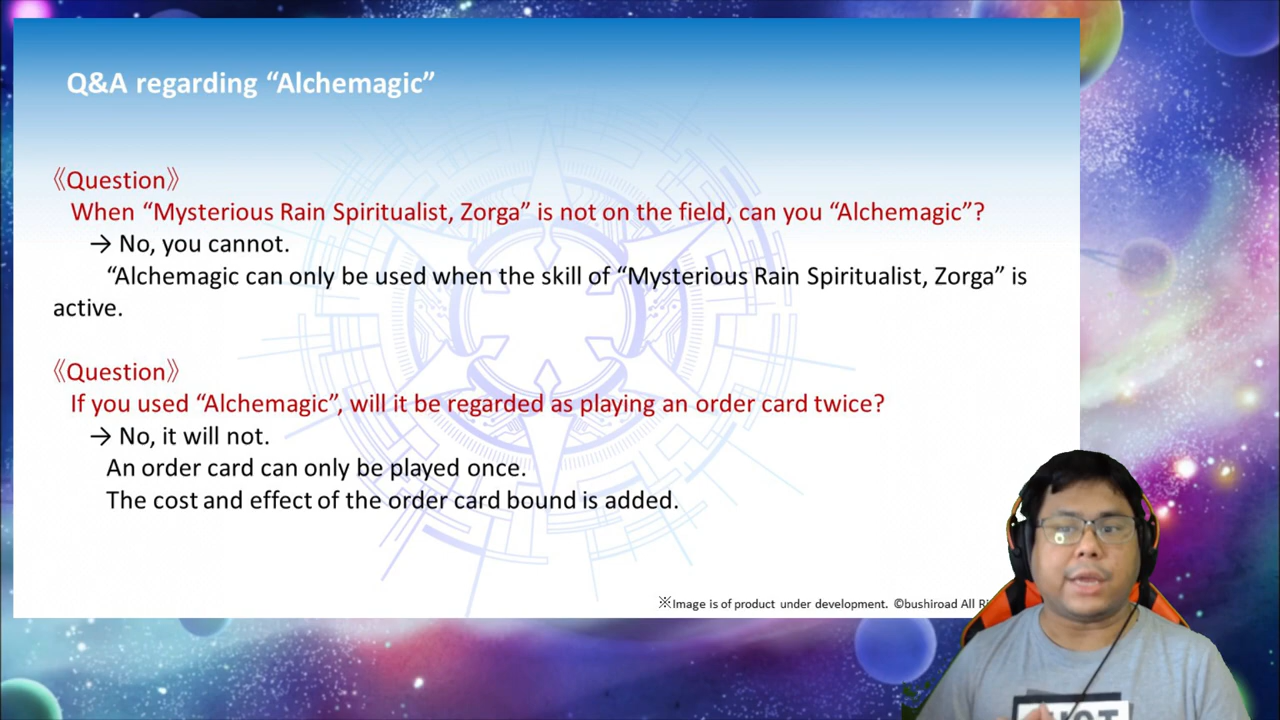 Q&A regarding “Alchemagic”
《Question》
When “Mysterious Rain Spiritualist, Zorga” is not on the field, can you “Alchemagic”?
→ No, you cannot.
“Alchemagic can only be used when the skill of “Mysterious Rain Spiritualist, Zorga” is
active.
《Question》
If you used “Alchemagic”, will it be regarded as playing an order card twice?
→ No, it will not.
An order card can only be played once.
The cost and effect of the order card bound is added.
※Image is of product under development. ©bushiroad All